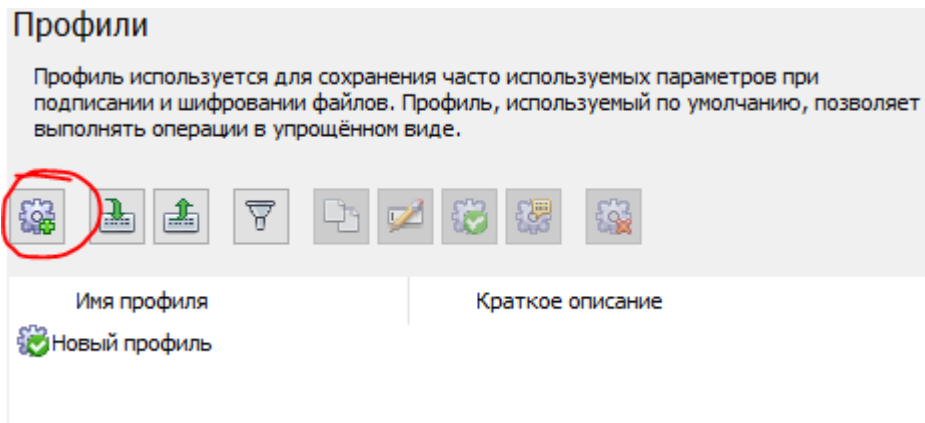 Профили
Профиль используется для сохранения часто используемых параметров при
подписании и шифровании файлов. Профиль, используемый по умолчанию, позволяет
выполнять операции в упрощённом виде.
Имя профиля Краткое описание
Новый профиль